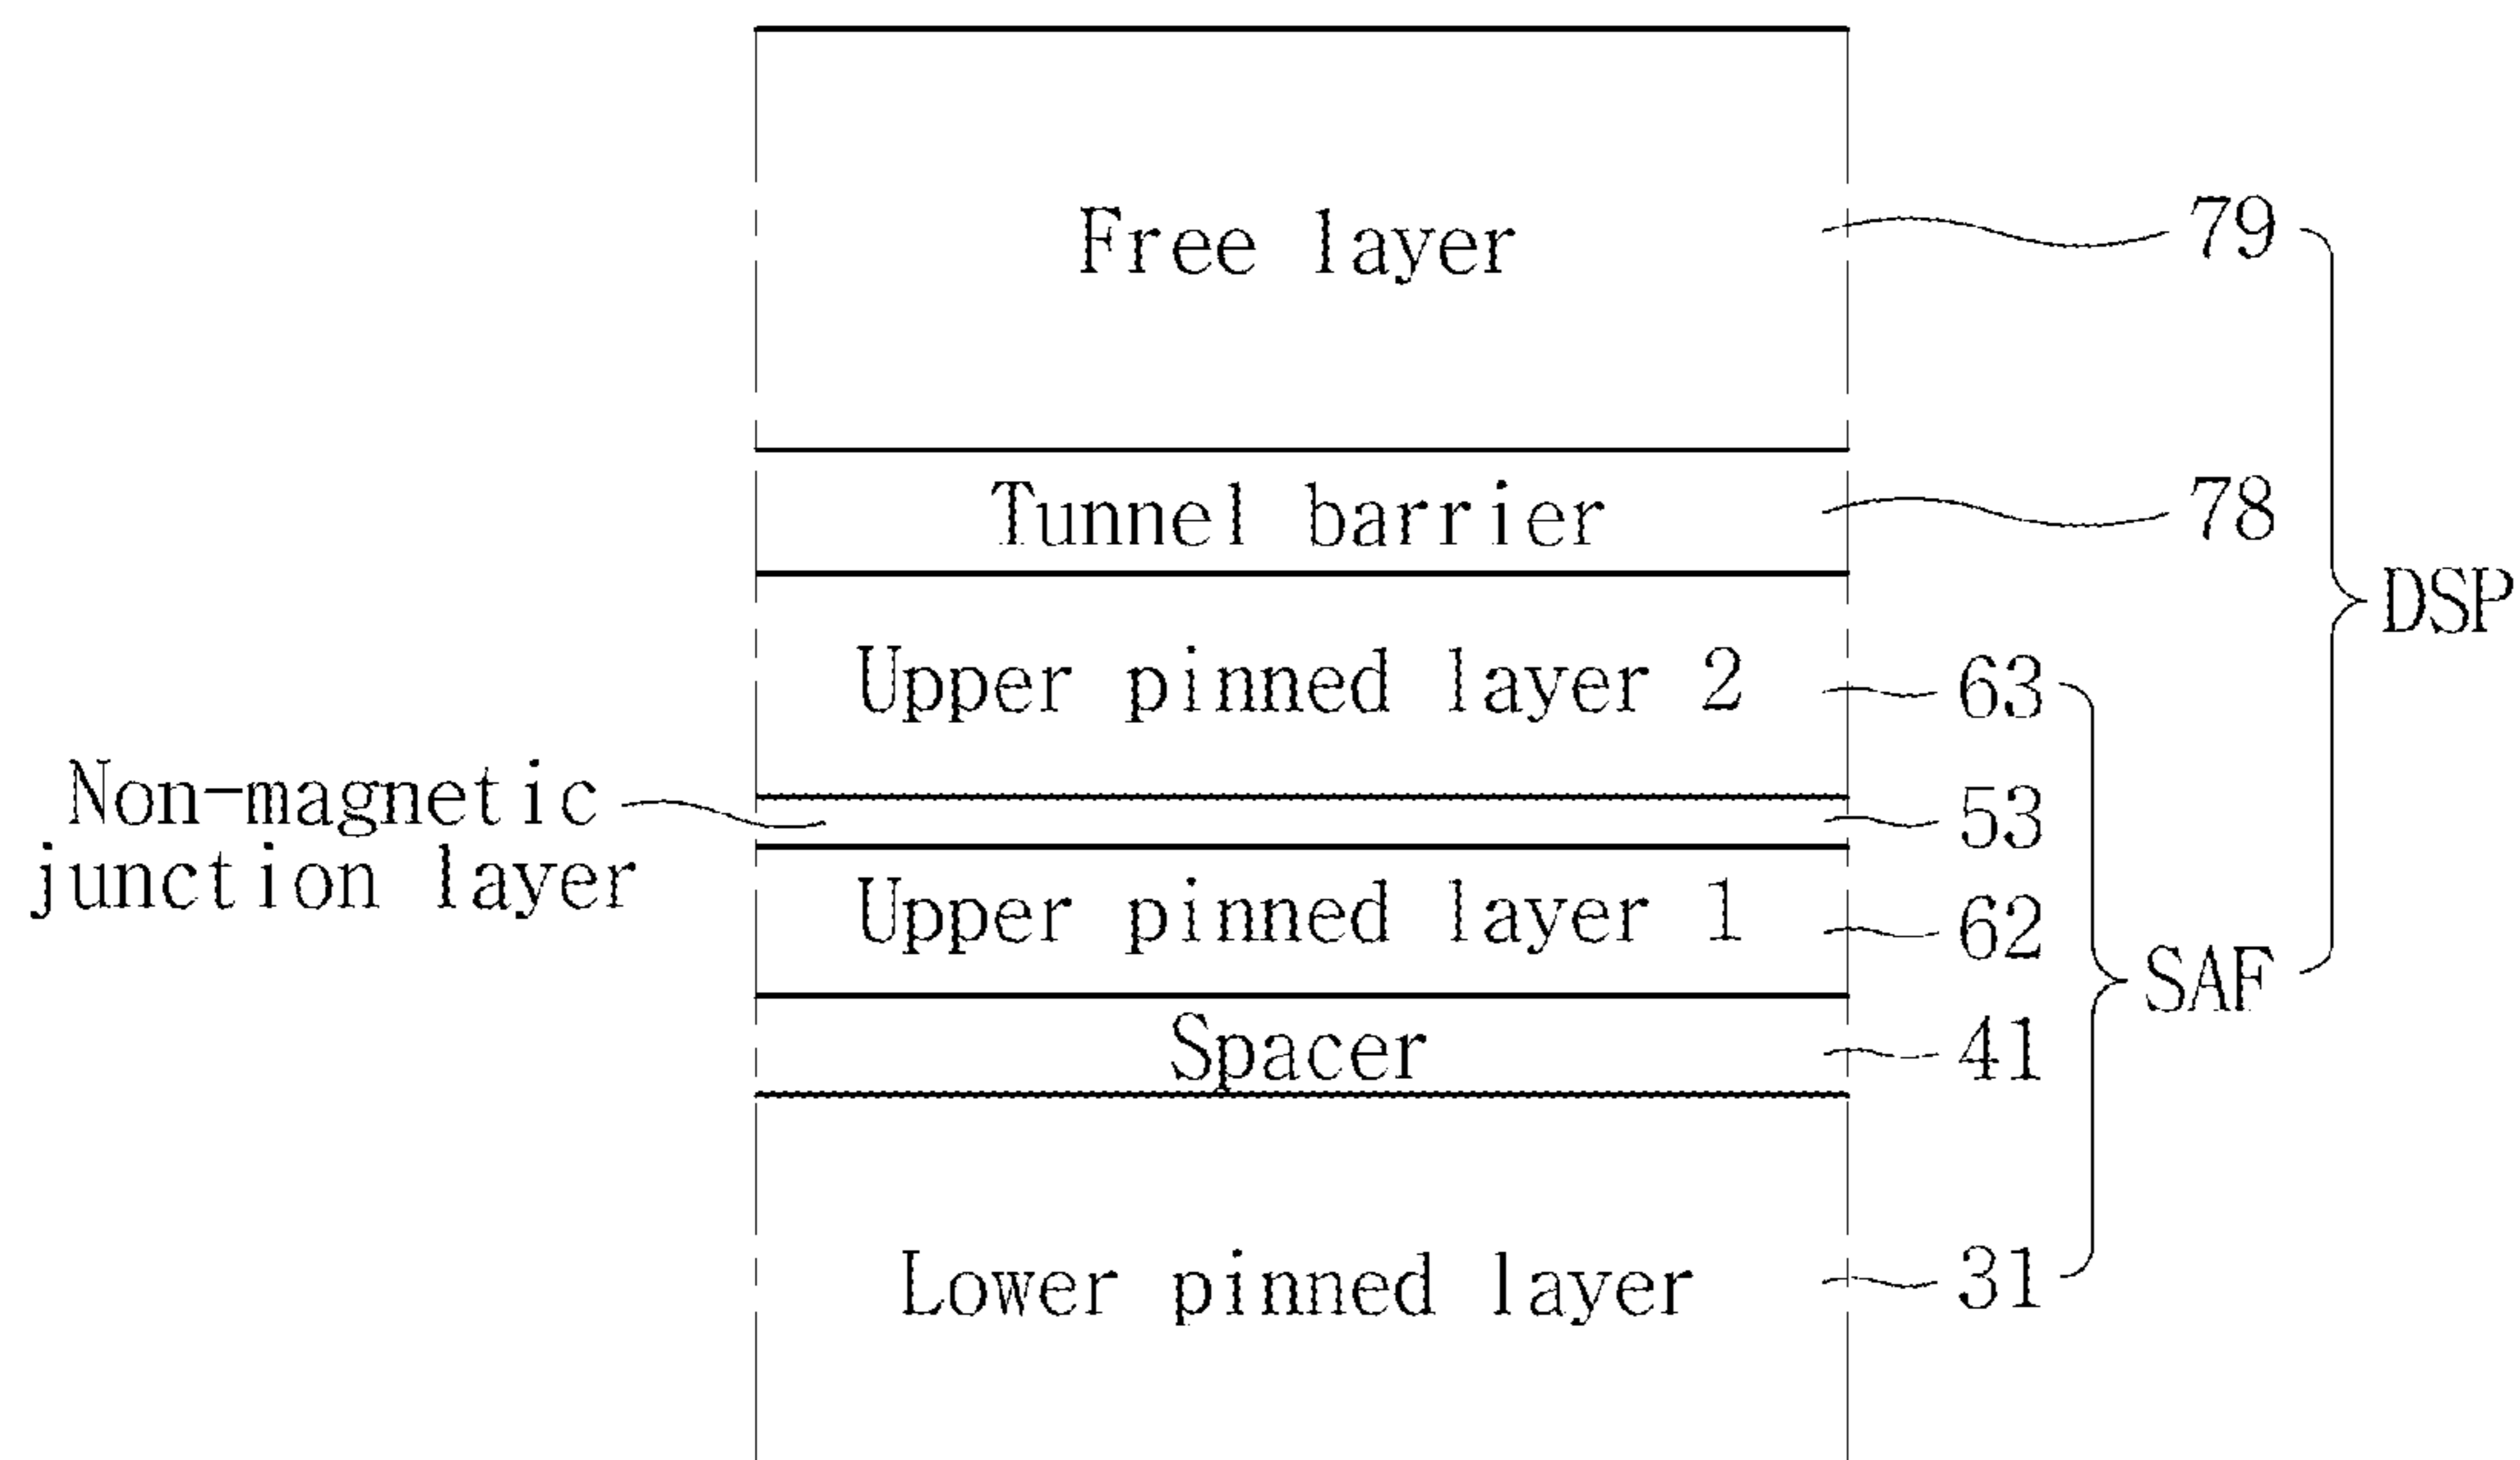 Free layer
79
Tunnel barrier
78
DSP
Upper pinned layer 2
63
Non-magnetic
junction layer
53
Upper pinned layer 1
62
SAF
Spacer
41
Lower pinned layer
31